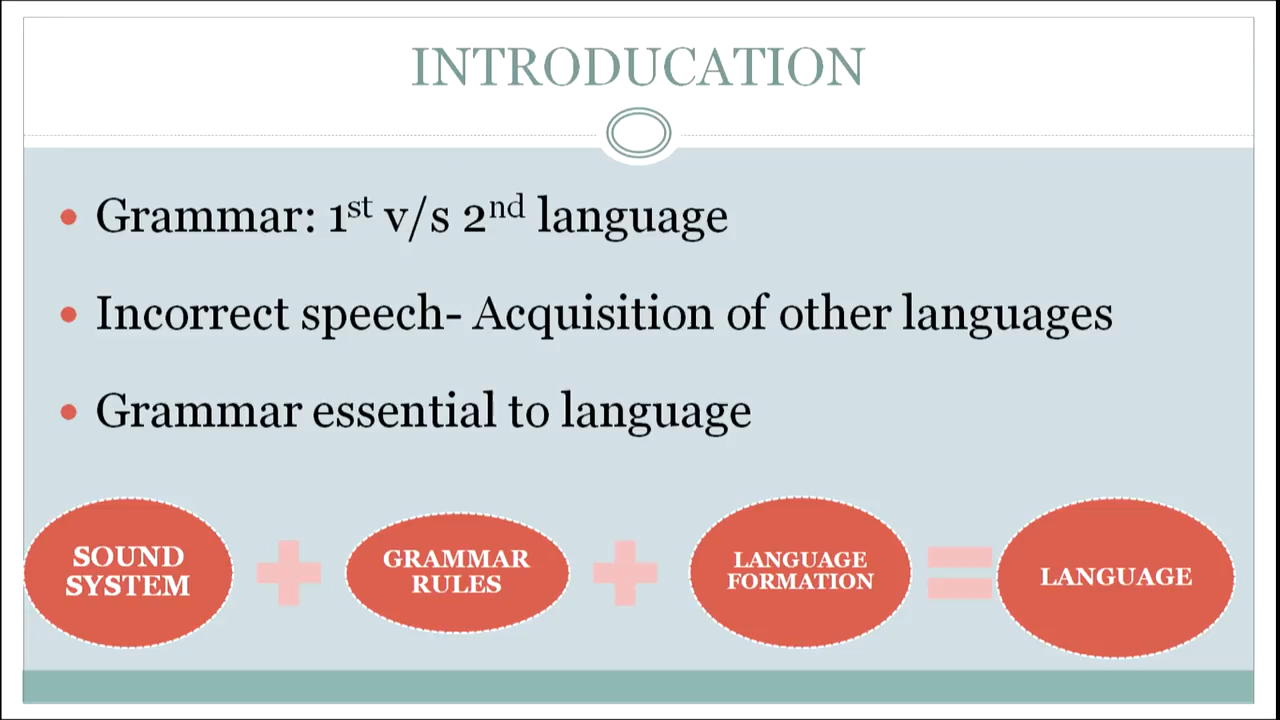 INTRODUCATION
Grammar: 1st v/s 2nd language
Incorrect speech- Acquisition of other languages
Grammar essential to language
SOUND
SYSTEM
GRAMMAR
RULES
LANGUAGE
FORMATION
LANGUAGE